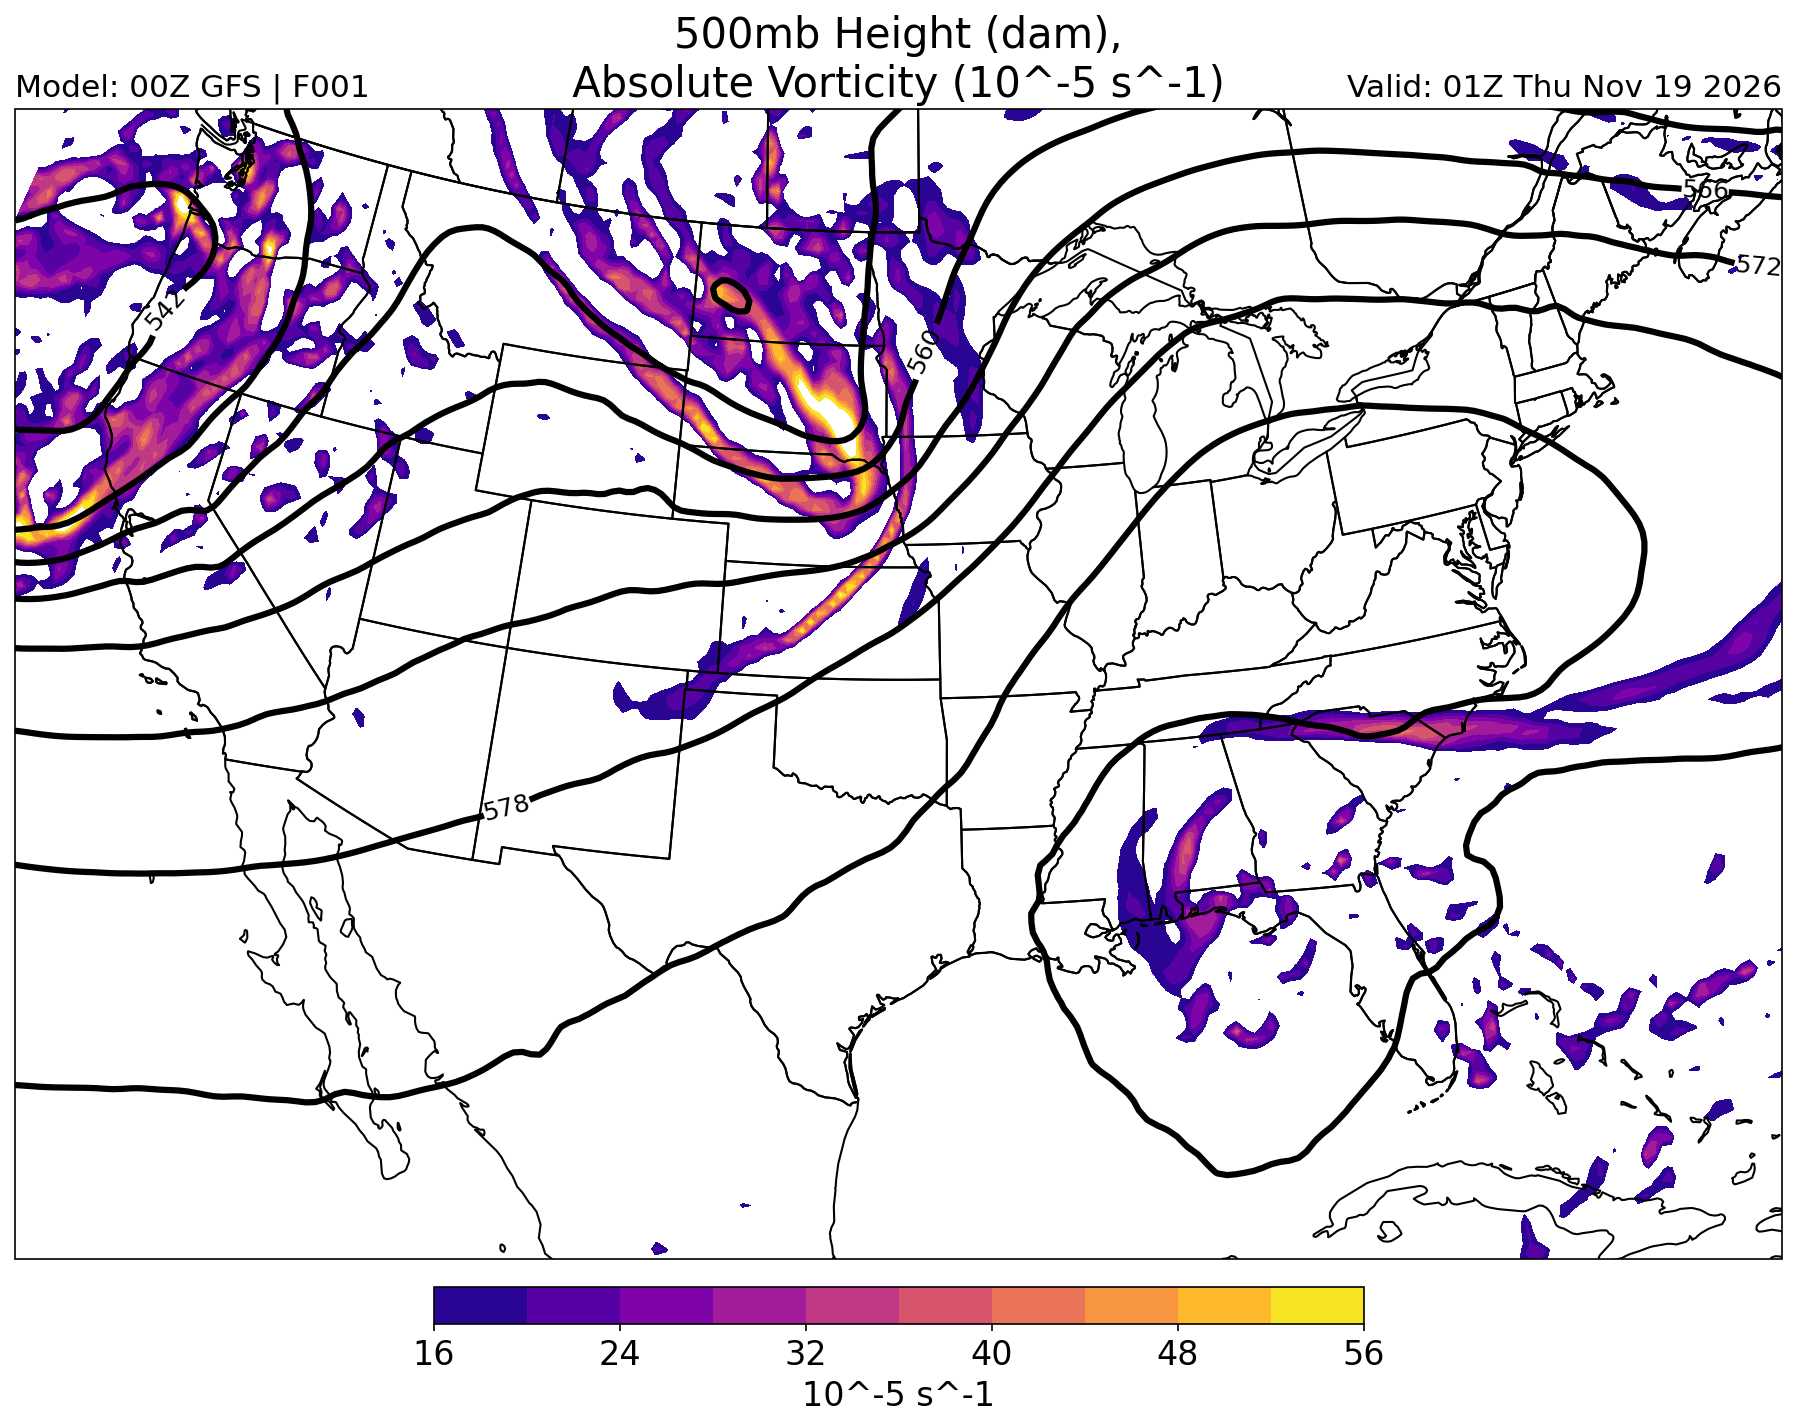 500mb Height (dam),
Absolute Vorticity (10^-5 s^-1)
Model: 00Z GFS | F001
Valid: 01Z Thu Nov 19 2026
566
572
542
560
578
16 24 32 40 48 56
10^-5 s^-1